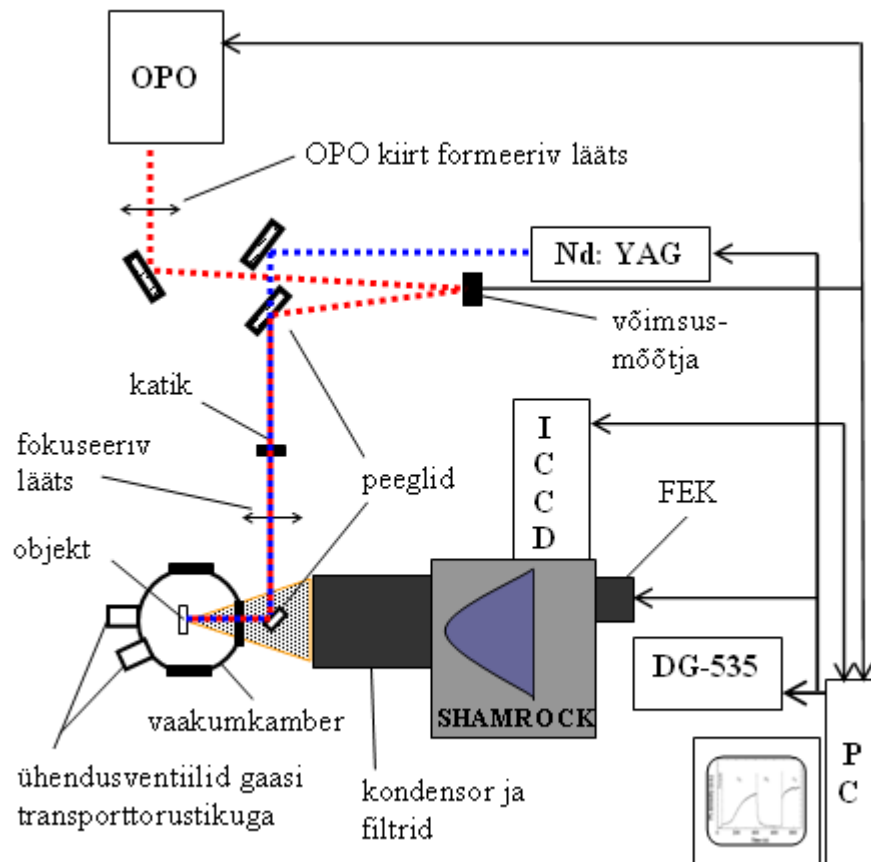 OPO
OPO kiirt formeeriv lääts
Nd: YAG
võimsus-
mõõtja
katik
fokuseeriv
lääts
peeglid
I
C
C
D
FEK
objekt
DG-535
SHAMROCK
vaakumkamber
P
C
ühendusventiilid gaasi
transporttorustikuga
kondensor ja
filtrid